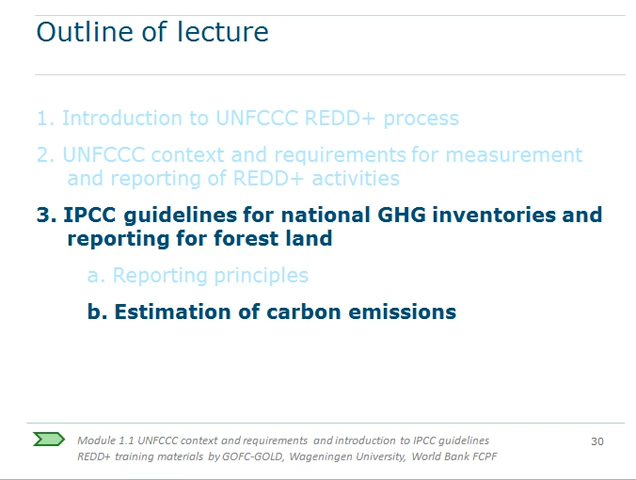 Outline of lecture
1. Introduction to UNFCCC REDD+ process
2. UNFCCC context and requirements for measurement
and reporting of REDD+ activities
3. IPCC guidelines for national GHG inventories and
reporting for forest land
a. Reporting principles
b. Estimation of carbon emissions
Module 1.1 UNFCCC context and requirements and introduction to IPCC guidelines
REDD+ training materials by GOFC-GOLD, Wageningen University, World Bank FCPF
30